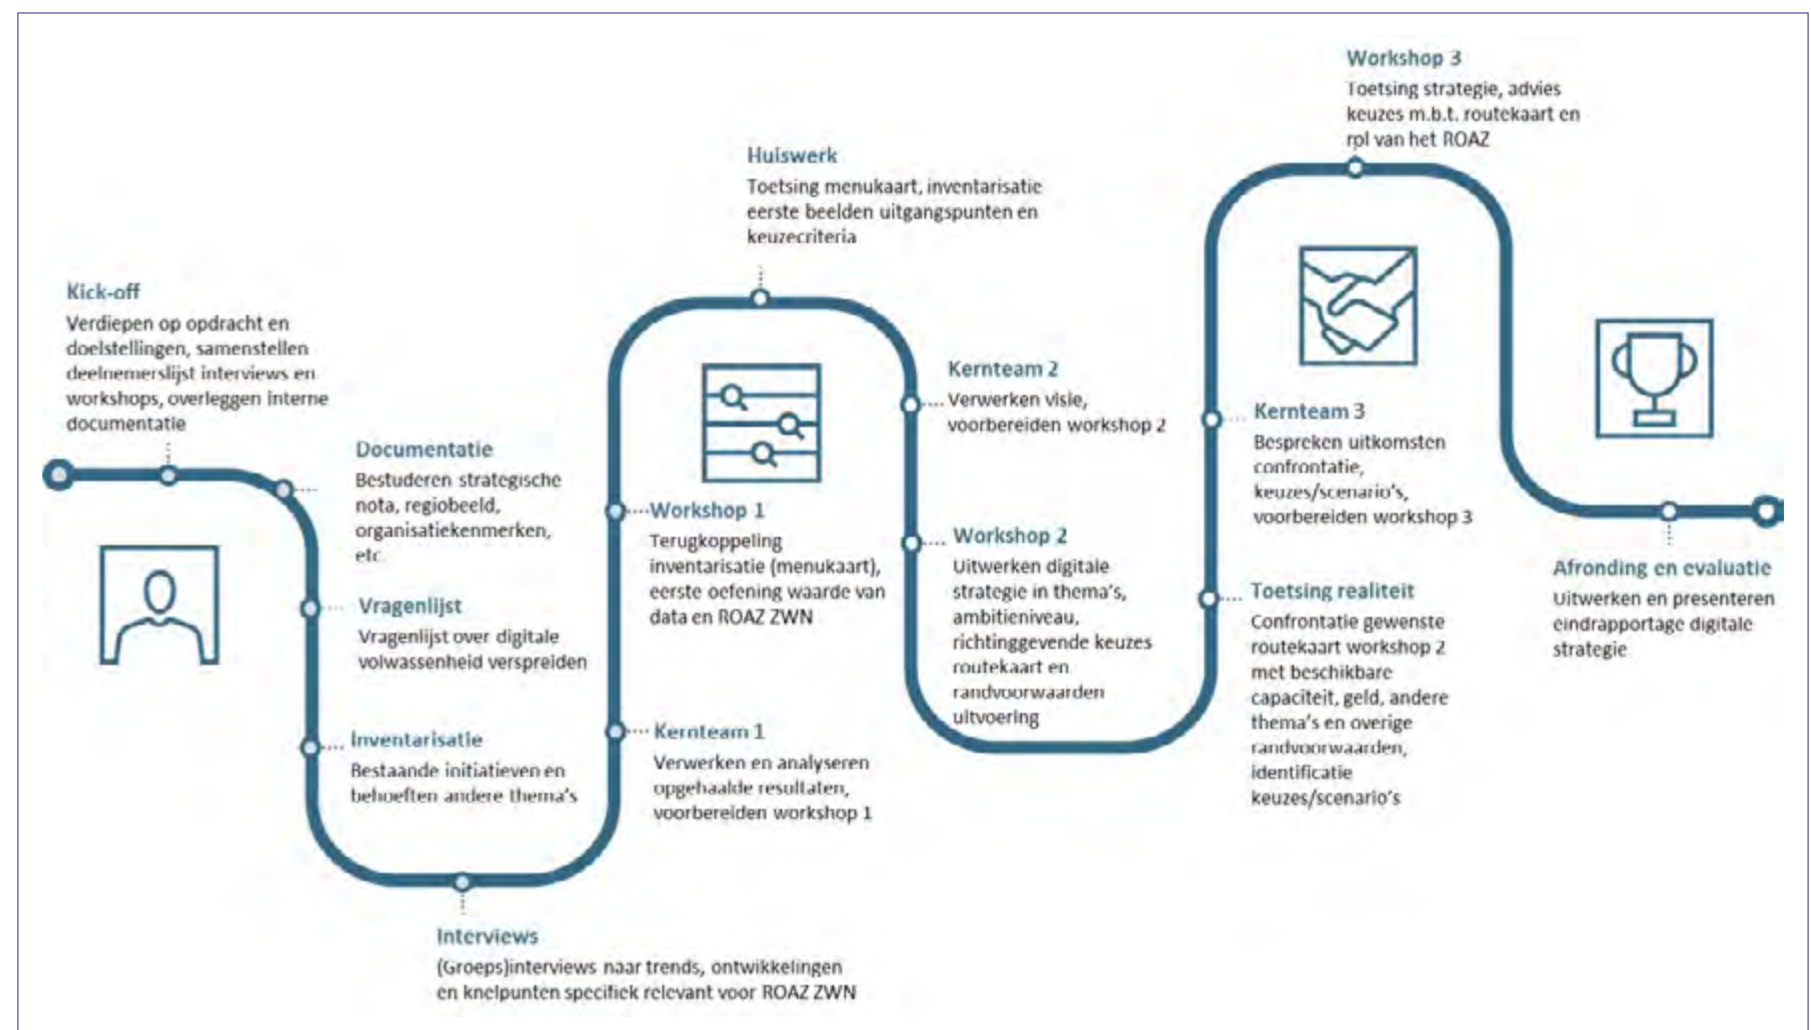 Kick-off
Verdiepen op opdracht en
doelstellingen, samenstellen
deelnemerslijst interviews en
workshops, overleggen interne
documentatie
Documentatie
Bestuderen strategische
nota, regiobeeld,
organisatiekenmerken,
etc
Vragenlijst
Vragenlijst over digitale
volwassenheid verspreiden
Inventarisatie
Bestaande initiatieven en
behoeften andere thema's
Interviews
(Groeps)interviews naar trends, ontwikkelingen
en knelpunten specifiek relevant voor ROAZ ZWN
Kernteam 1
Verwerken en analyseren
opgehaalde resultaten,
voorbereiden workshop 1
Workshop 1
Terugkoppeling
inventarisatie (menukaart),
eerste oefening waarde van
data en ROAZ ZWN
Huiswerk
Toetsing menukaart, inventarisatie
eerste beelden uitgangspunten en
keuzecriteria
Kernteam 2
Verwerken visie,
voorbereiden workshop 2
Workshop 2
Uitwerken digitale
strategie in thema's,
ambitieniveau,
richtinggevende keuzes
routekaart en
randvoorwaarden
uitvoering
Toetsing realiteit
Confrontatie gewenste
routekaart workshop 2
met beschikbare
capaciteit, geld, andere
thema's en overige
randvoorwaarden,
identificatie
keuzes/scenario's
Kernteam 3
Bespreken uitkomsten
confrontatie,
keuzes/scenario's,
voorbereiden workshop 3
Workshop 3
Toetsing strategie, advies
keuzes m.b.t. routekaart en
rol van het ROAZ
Afronding en evaluatie
Uitwerken en presenteren
eindrapportage digitale
strategie